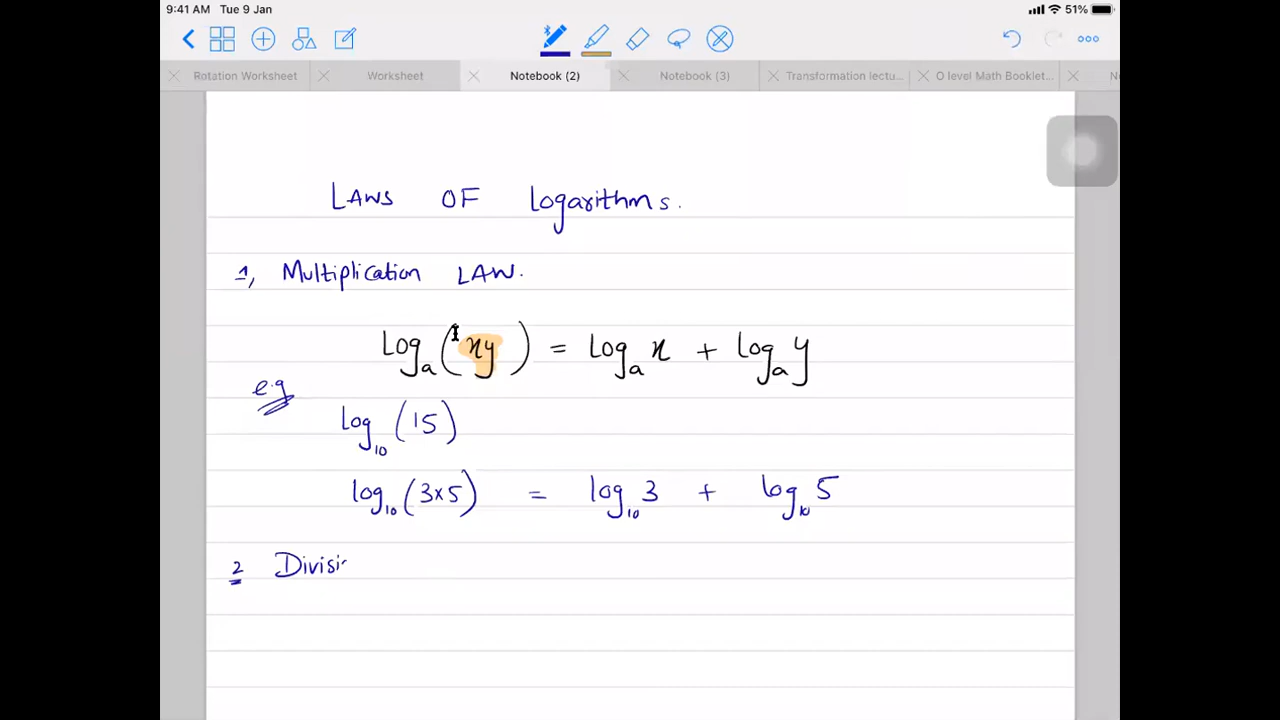 9:41 AM Tue 9 Jan 51%
Rotation Worksheet Worksheet Notebook (2) Notebook (3) Transformation lectu... O level Math Booklet...
LAWS OF Logarithms.
1, Multiplication LAW.
Log_a (xy) = Log_a x + Log_a y
e.g
log_10 (15)
log_10 (3×5) = log_10 3 + log_10 5
2 Divisi